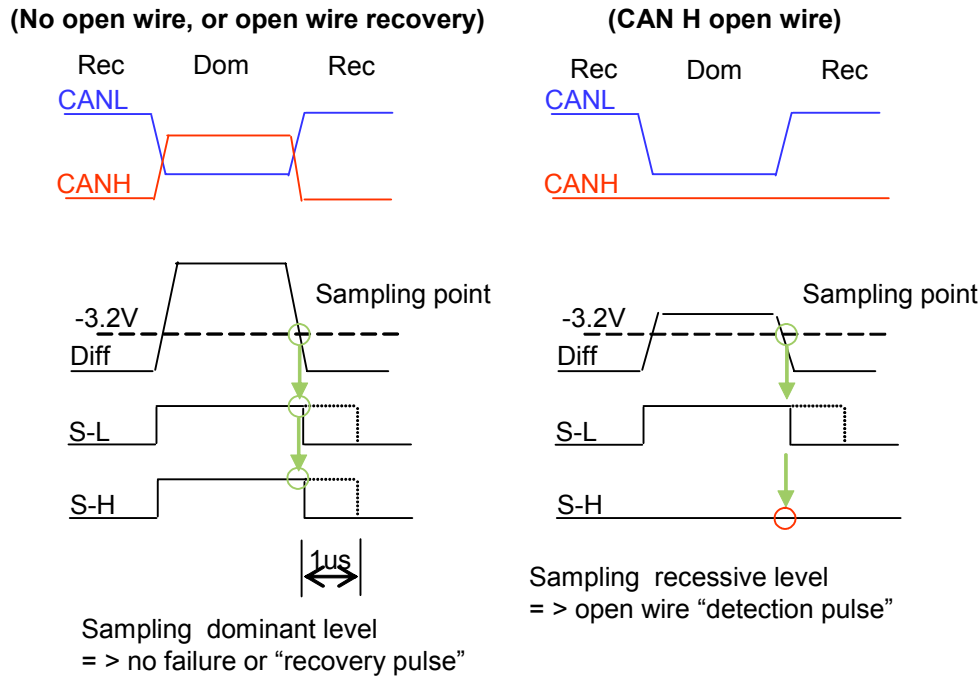 (No open wire, or open wire recovery)
Rec Dom Rec
CANL
CANH
Sampling point
-3.2V
Diff
S-L
S-H
1us
Sampling dominant level
= > no failure or “recovery pulse”
(CAN H open wire)
Rec Dom Rec
CANL
CANH
Sampling point
-3.2V
Diff
S-L
S-H
Sampling recessive level
= > open wire “detection pulse”